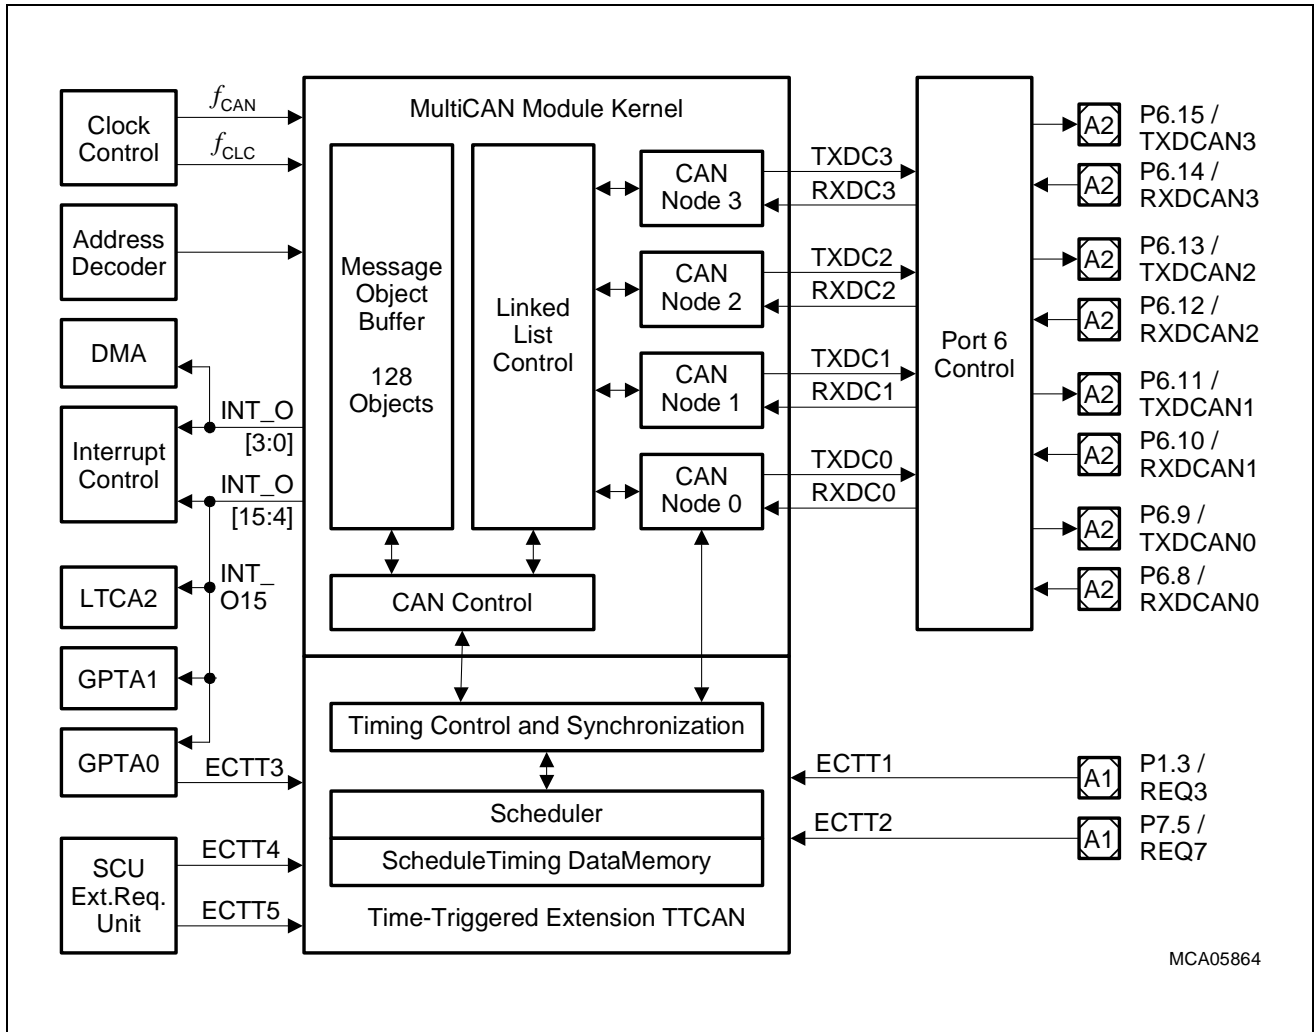 Clock
Control
fCAN
fCLC
Address
Decoder
DMA
Interrupt
Control
INT_O
[3:0]
INT_O
[15:4]
LTCA2
INT_
O15
GPTA1
GPTA0
ECTT3
SCU
Ext.Req.
Unit
ECTT4
ECTT5
MultiCAN Module Kernel
Message
Object
Buffer
128
Objects
Linked
List
Control
CAN
Node 3
CAN
Node 2
CAN
Node 1
CAN
Node 0
CAN Control
Timing Control and Synchronization
Scheduler
ScheduleTiming DataMemory
Time-Triggered Extension TTCAN
TXDC3
RXDC3
TXDC2
RXDC2
TXDC1
RXDC1
TXDC0
RXDC0
Port 6
Control
A2
P6.15 /
TXDCAN3
A2
P6.14 /
RXDCAN3
A2
P6.13 /
TXDCAN2
A2
P6.12 /
RXDCAN2
A2
P6.11 /
TXDCAN1
A2
P6.10 /
RXDCAN1
A2
P6.9 /
TXDCAN0
A2
P6.8 /
RXDCAN0
ECTT1
A1
P1.3 /
REQ3
ECTT2
A1
P7.5 /
REQ7
MCA05864